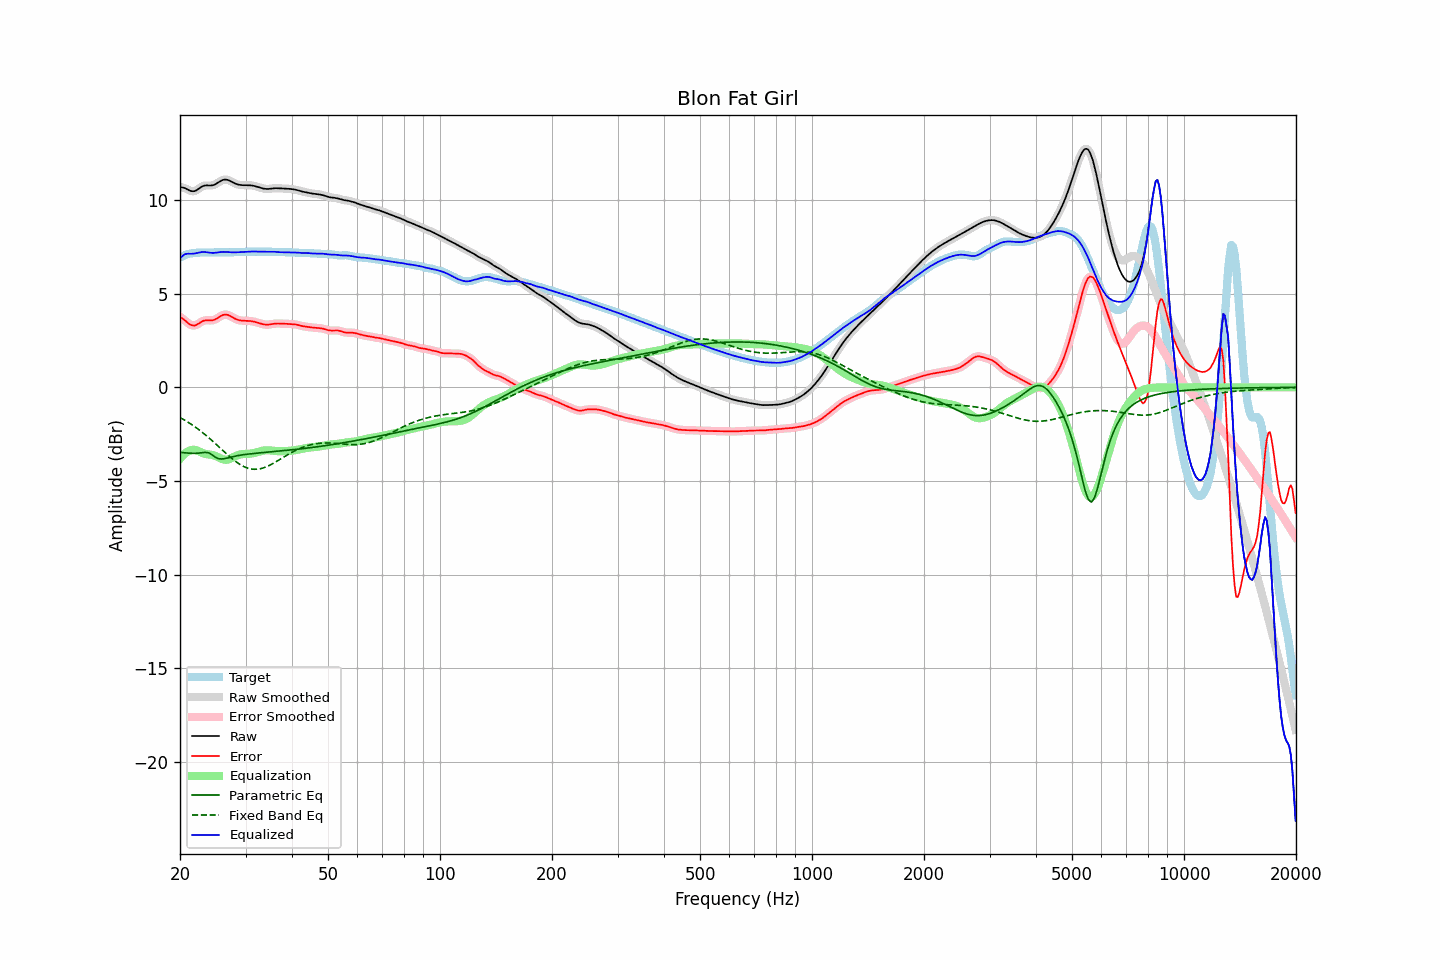 Blon Fat Girl
Amplitude (dBr)
10
5
0
−5
−10
−15
−20
Target
Raw Smoothed
Error Smoothed
Raw
Error
Equalization
Parametric Eq
Fixed Band Eq
Equalized
20 50 100 200 500 1000 2000 5000 10000 20000
Frequency (Hz)